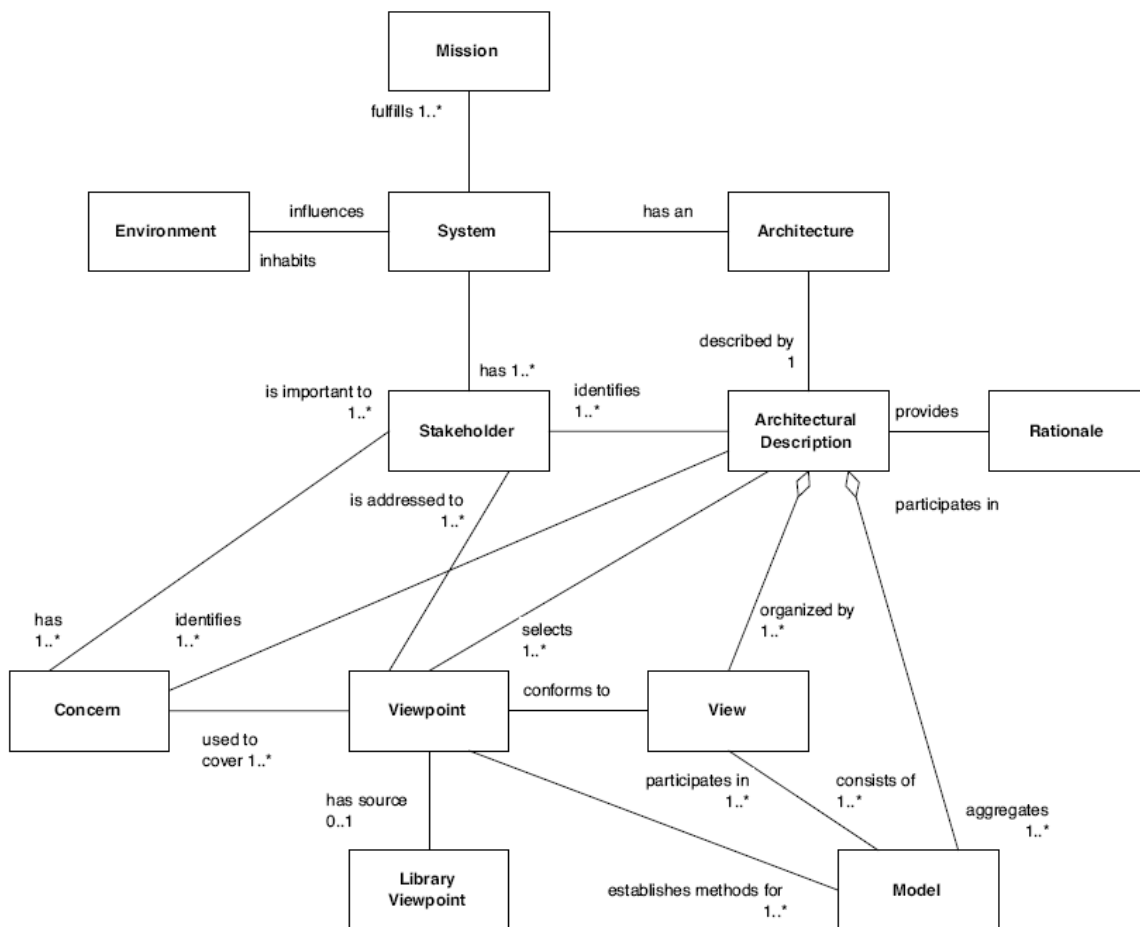 Mission
fulfills 1..*
Environment
influences
inhabits
System
has an
Architecture
described by
1
has 1..*
is important to
1..*
Stakeholder
identifies
1..*
Architectural
Description
provides
Rationale
is addressed to
1..*
participates in
has
1..*
identifies
1..*
selects
1..*
organized by
1..*
Concern
used to
cover 1..*
Viewpoint
conforms to
View
has source
0..1
participates in
1..*
consists of
1..*
aggregates
1..*
Library
Viewpoint
establishes methods for
1..*
Model